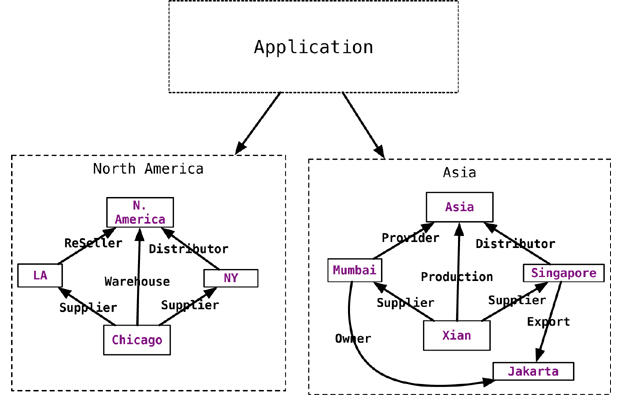 Application
North America
N.
America
ReSeller
Distributor
LA
Warehouse
NY
Supplier
Supplier
Chicago
Asia
Asia
Provider
Distributor
Mumbai
Production
Singapore
Supplier
Supplier
Export
Owner
Xian
Jakarta